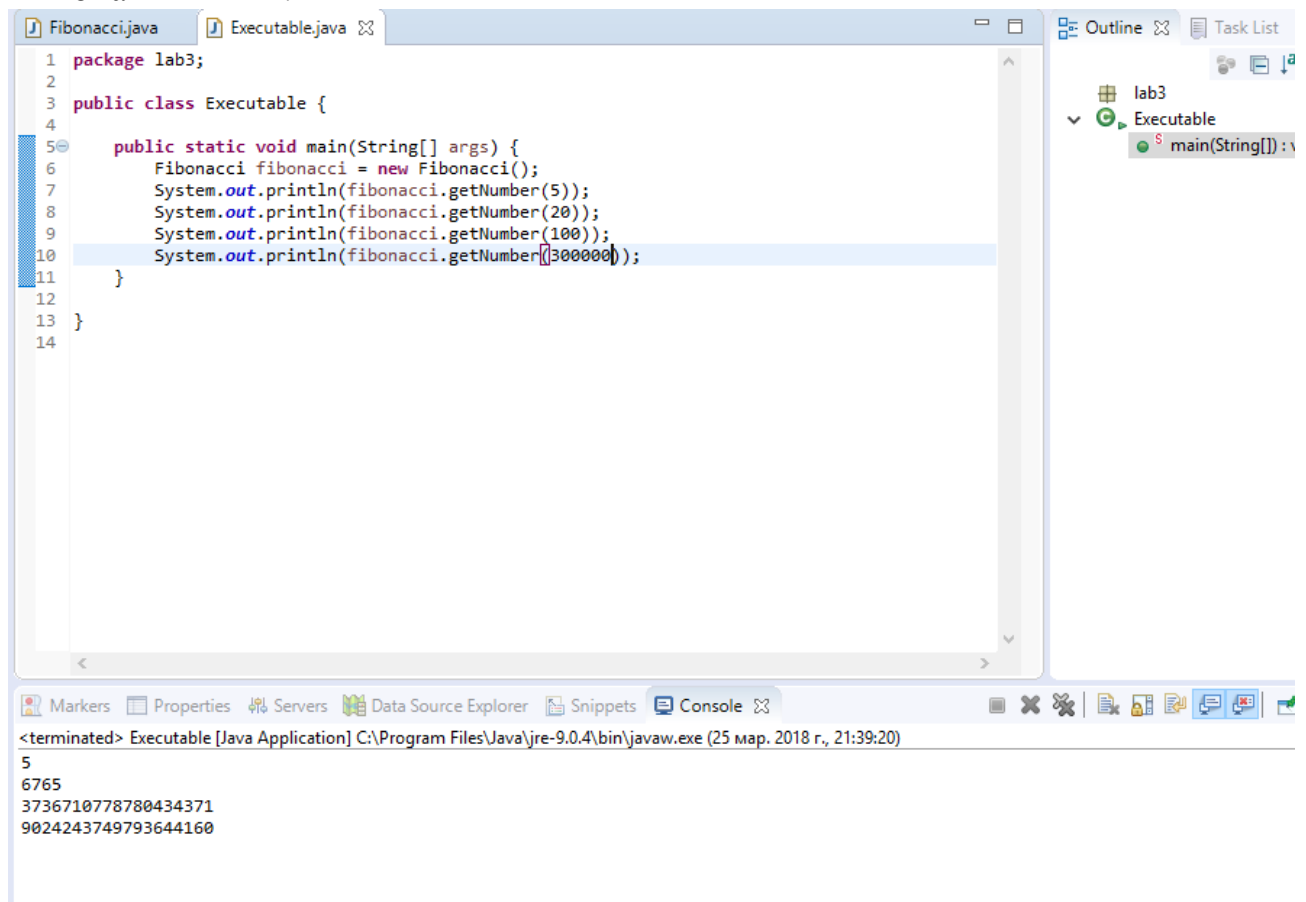 Fibonacci.java
Executable.java
Outline
Task List
1 package lab3;
2
3 public class Executable {
4
5 public static void main(String[] args) {
6 Fibonacci fibonacci = new Fibonacci();
7 System.out.println(fibonacci.getNumber(5));
8 System.out.println(fibonacci.getNumber(20));
9 System.out.println(fibonacci.getNumber(100));
10 System.out.println(fibonacci.getNumber(300000));
11 }
12
13 }
14
lab3
Executable
main(String[]) : v
Markers
Properties
Servers
Data Source Explorer
Snippets
Console
<terminated> Executable [Java Application] C:\Program Files\Java\jre-9.0.4\bin\javaw.exe (25 мар. 2018 г., 21:39:20)
5
6765
3736710778780434371
9024243749793644160